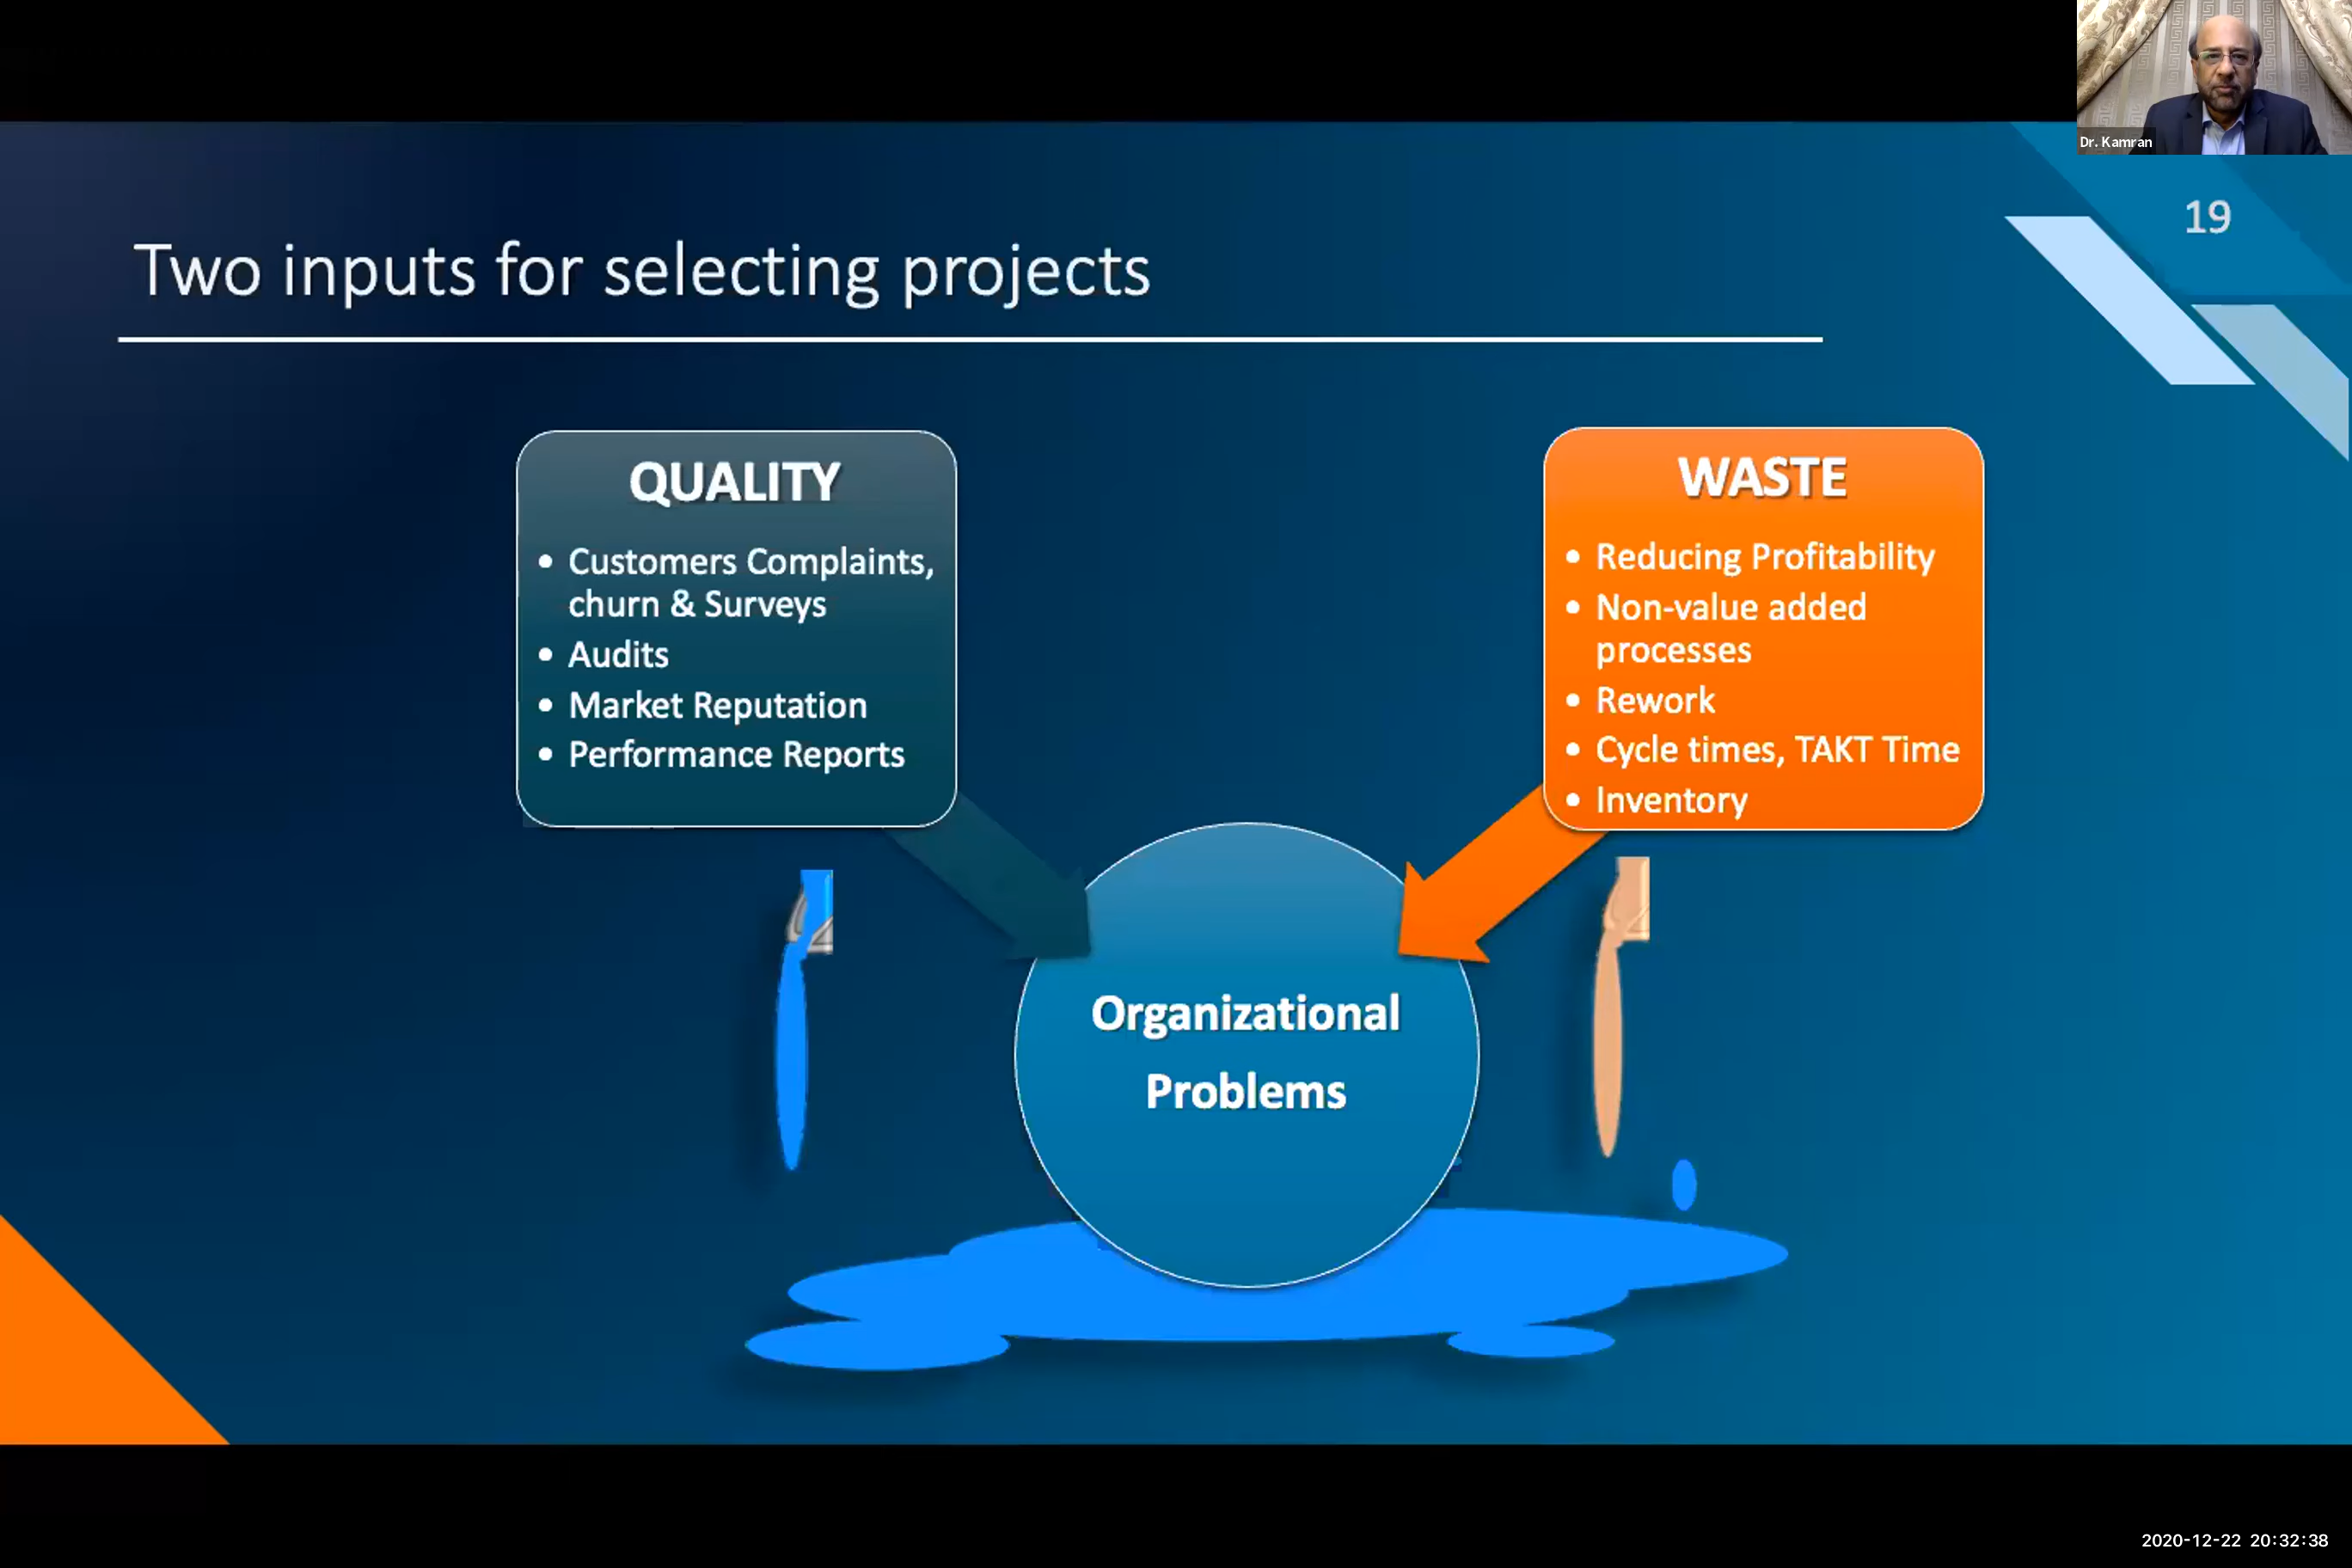 Dr. Kamran
19
Two inputs for selecting projects
QUALITY
• Customers Complaints,
churn & Surveys
• Audits
• Market Reputation
• Performance Reports
WASTE
• Reducing Profitability
• Non-value added
processes
• Rework
• Cycle times, TAKT Time
• Inventory
Organizational
Problems
2020-12-22 20:32:38